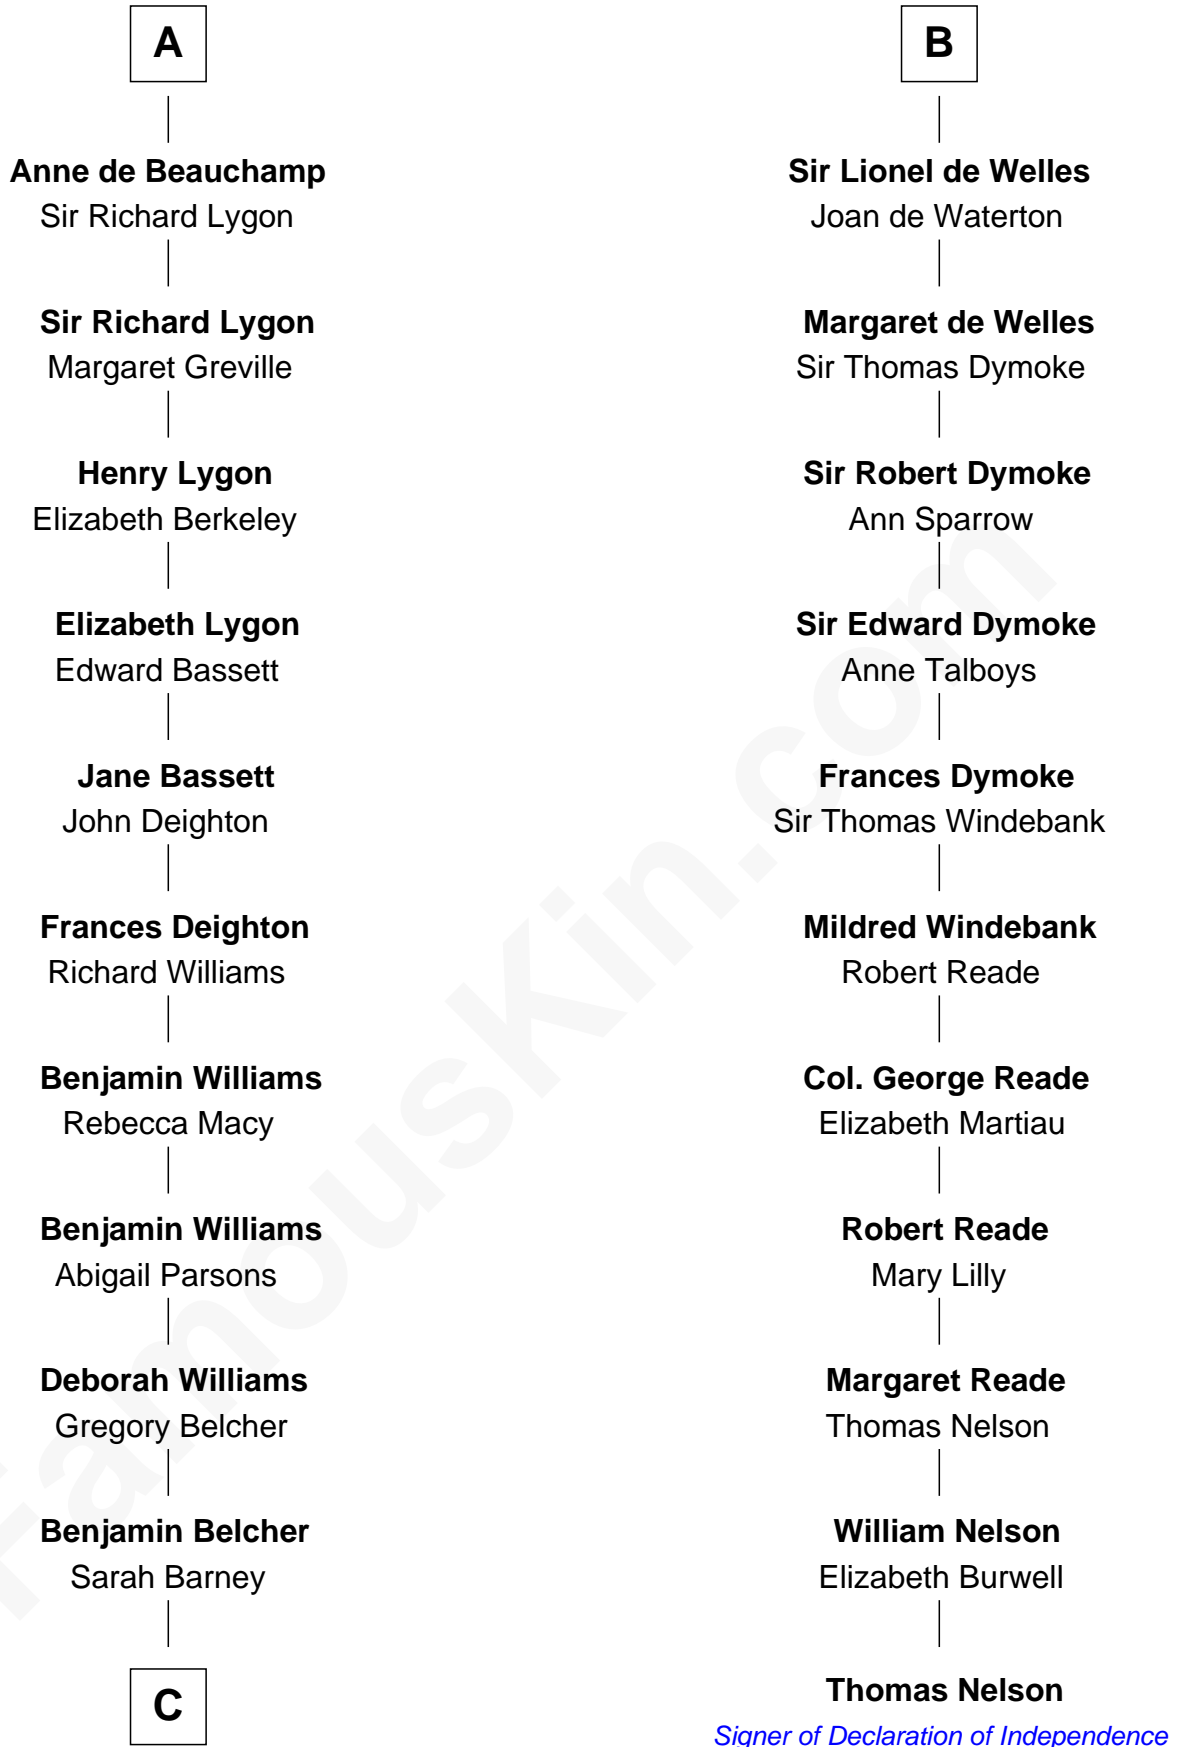 A
Anne de Beauchamp
Sir Richard Lygon
Sir Richard Lygon
Margaret Greville
Henry Lygon
Elizabeth Berkeley
Elizabeth Lygon
Edward Bassett
Jane Bassett
John Deighton
Frances Deighton
Richard Williams
Benjamin Williams
Rebecca Macy
Benjamin Williams
Abigail Parsons
Deborah Williams
Gregory Belcher
Benjamin Belcher
Sarah Barney
C
B
Sir Lionel de Welles
Joan de Waterton
Margaret de Welles
Sir Thomas Dymoke
Sir Robert Dymoke
Ann Sparrow
Sir Edward Dymoke
Anne Talboys
Frances Dymoke
Sir Thomas Windebank
Mildred Windebank
Robert Reade
Col. George Reade
Elizabeth Martiau
Robert Reade
Mary Lilly
Margaret Reade
Thomas Nelson
William Nelson
Elizabeth Burwell
Thomas Nelson
Signer of Declaration of Independence
FamousKin.com